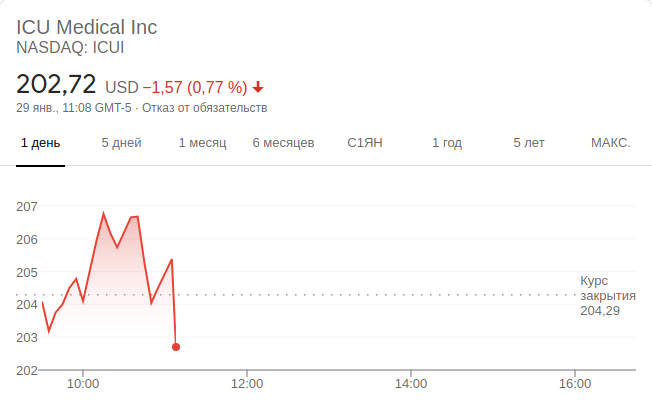 ICU Medical Inc
NASDAQ: ICUI
202,72 USD −1,57 (0,77 %)
29 янв., 11:08 GMT-5 · Отказ от обязательств
1 день 5 дней 1 месяц 6 месяцев С1ЯН 1 год 5 лет МАКС.
207
206
205
Курс
закрытия
204,29
204
203
202
10:00 12:00 14:00 16:00